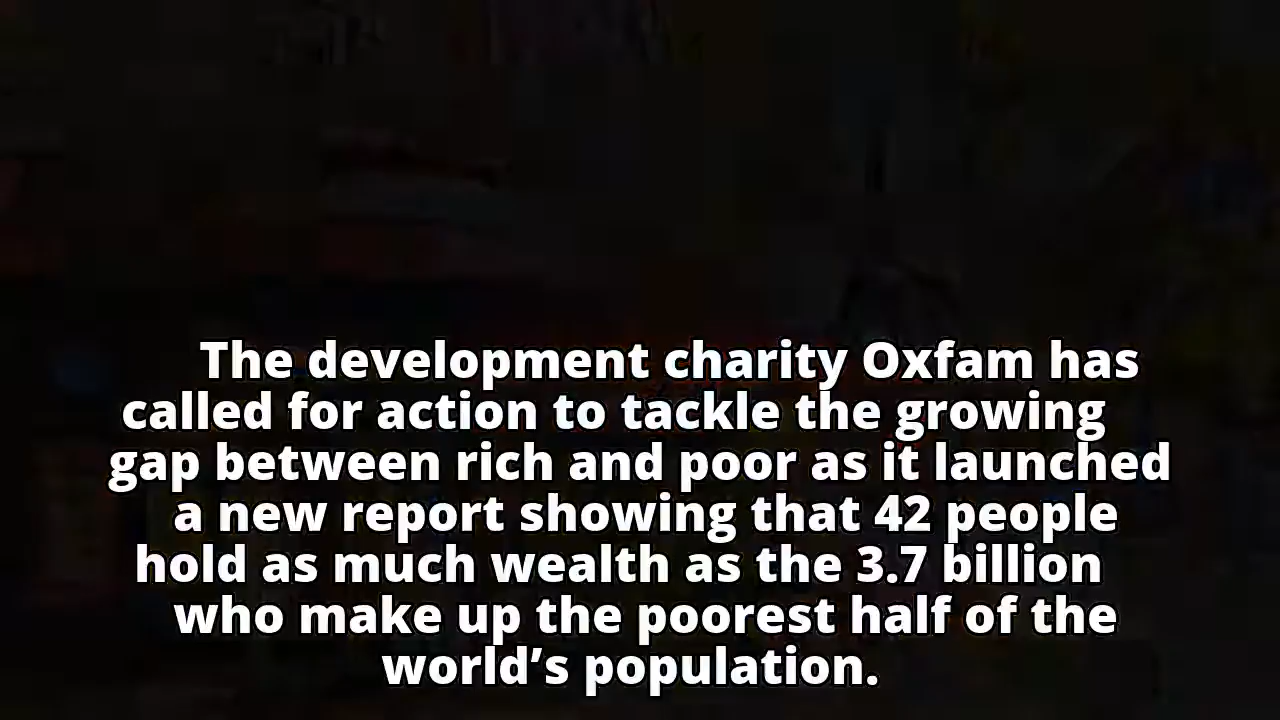 The development charity Oxfam has
called for action to tackle the growing
gap between rich and poor as it launched
a new report showing that 42 people
hold as much wealth as the 3.7 billion
who make up the poorest half of the
world’s population.